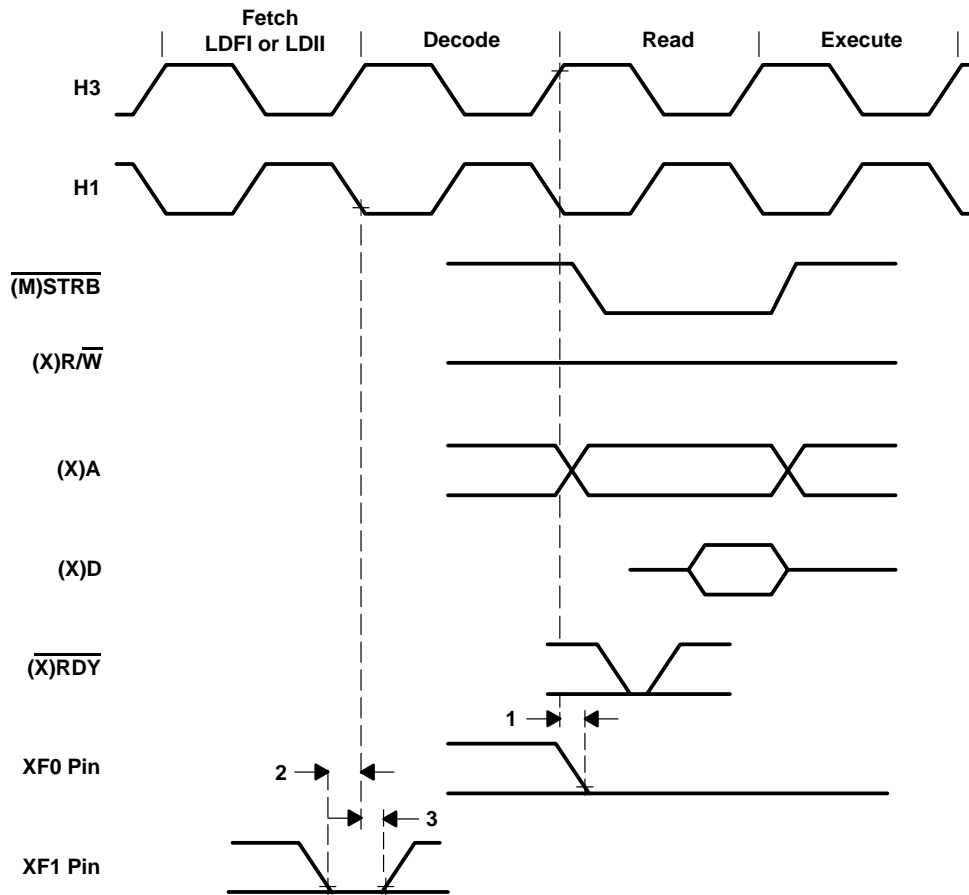 Fetch
LDFI or LDII
Decode
Read
Execute
H3
H1
(M)STRB
(X)R/W
(X)A
(X)D
(X)RDY
1
XF0 Pin
2
3
XF1 Pin